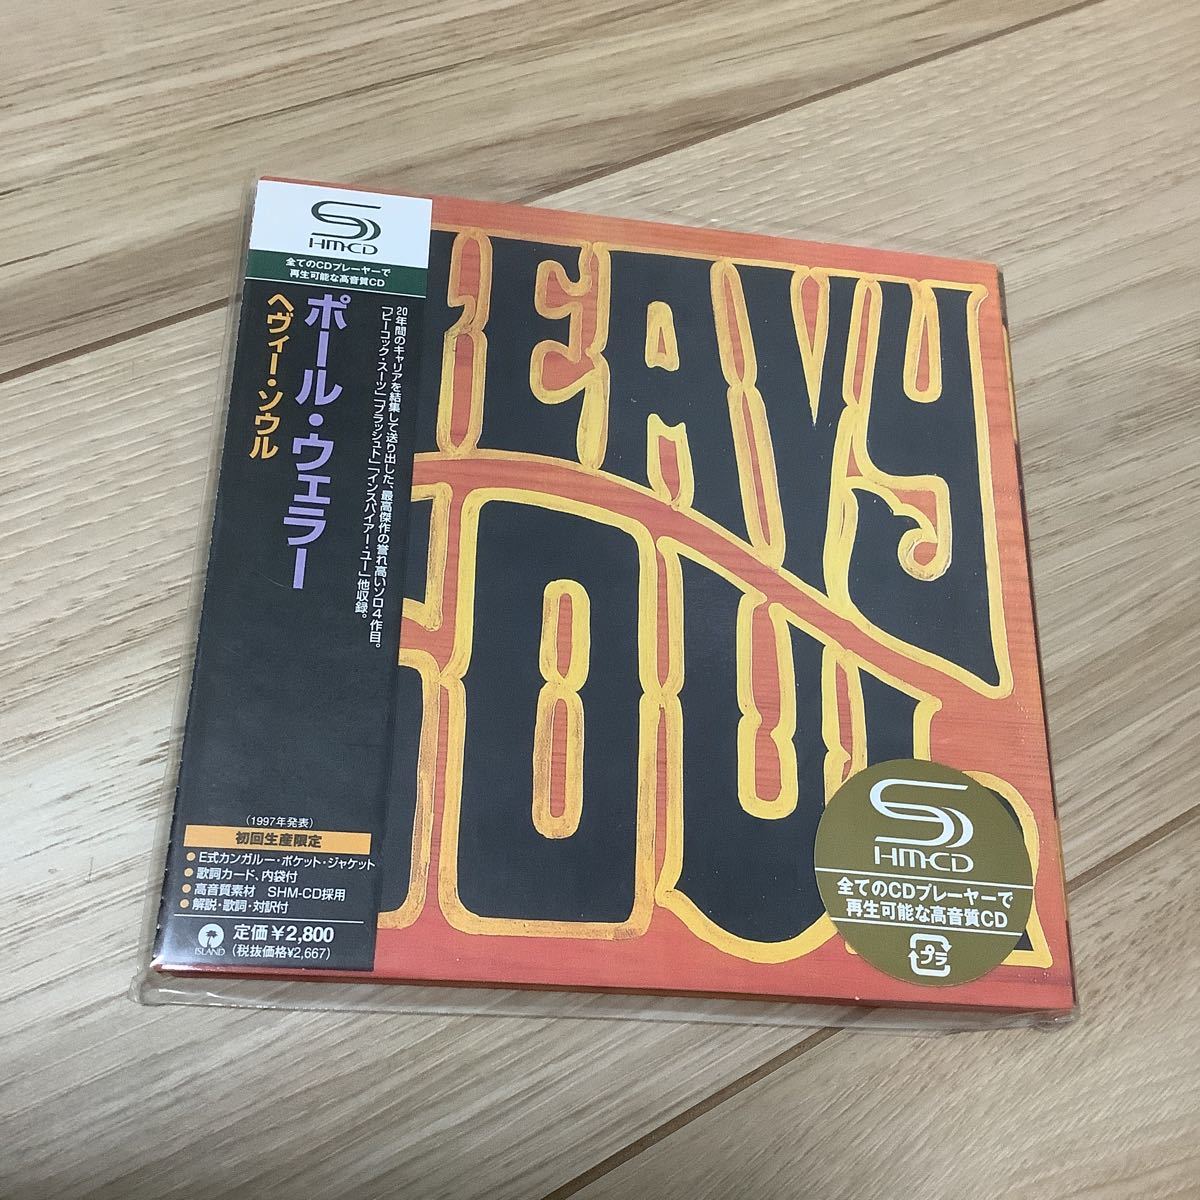 SHM-CD
全てのCDプレーヤーで
再生可能な高音質CD
ポール・ウェラー
ヘヴィー・ソウル
20年間のキャリアを結集して送り出した、最高傑作の誉れ高いソロ4作目。
「ピーコック・スーツ」「ブラッシュト」「インスパイアー・ユー」他収録。
(1997年発表)
初回生産限定
● E式カンガルー・ポケット・ジャケット
● 歌詞カード、内袋付
● 高音質素材 SHM-CD採用
● 解説・歌詞・対訳付
ISLAND
定価¥2,800
(税抜価格¥2,667)
HEAVY
SOUL
SHM-CD
全てのCDプレーヤーで
再生可能な高音質CD
プラ